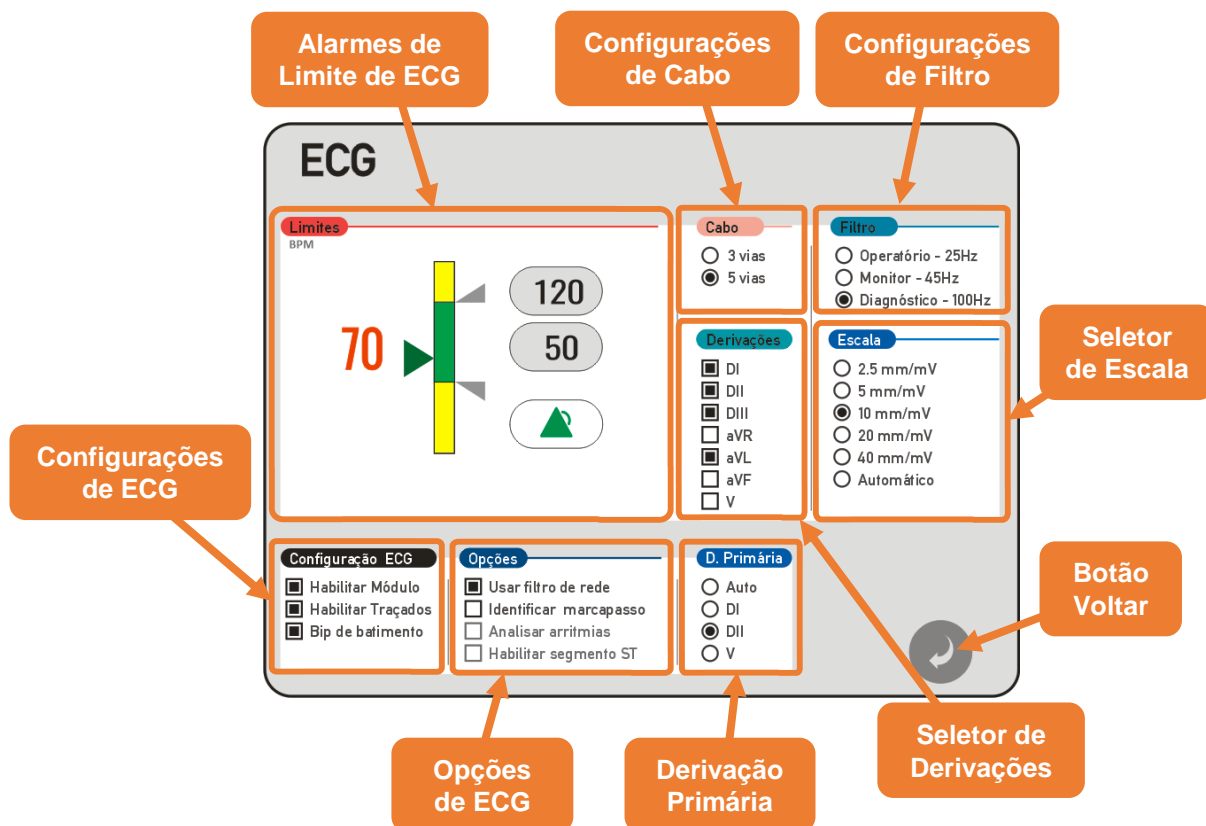 Alarmes de
Limite de ECG
Configurações
de Cabo
Configurações
de Filtro
ECG
Limites
BPM
70
120
50
Cabo
3 vias
5 vias
Filtro
Operatório - 25Hz
Monitor - 45Hz
Diagnóstico - 100Hz
Derivações
DI
DII
DIII
aVR
aVL
aVF
V
Escala
2.5 mm/mV
5 mm/mV
10 mm/mV
20 mm/mV
40 mm/mV
Automático
Seletor
de Escala
Configurações
de ECG
Configuração ECG
Habilitar Módulo
Habilitar Traçados
Bip de batimento
Opções
Usar filtro de rede
Identificar marcapasso
Analisar arritmias
Habilitar segmento ST
D. Primária
Auto
DI
DII
V
Botão
Voltar
Opções
de ECG
Derivação
Primária
Seletor de
Derivações